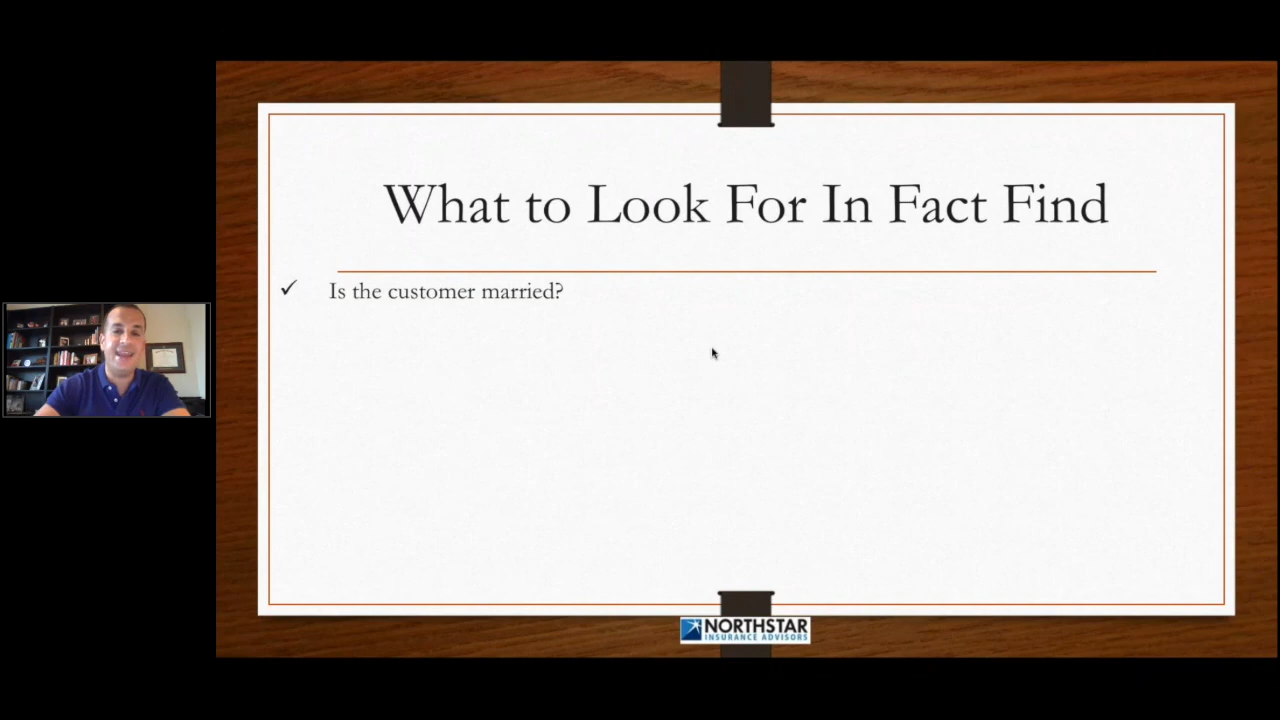 What to Look For In Fact Find
✓ Is the customer married?
NORTHSTAR
INSURANCE ADVISORS